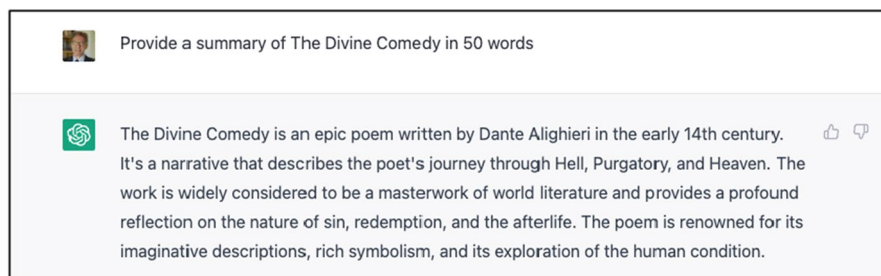 Provide a summary of The Divine Comedy in 50 words
The Divine Comedy is an epic poem written by Dante Alighieri in the early 14th century.
It's a narrative that describes the poet's journey through Hell, Purgatory, and Heaven. The
work is widely considered to be a masterwork of world literature and provides a profound
reflection on the nature of sin, redemption, and the afterlife. The poem is renowned for its
imaginative descriptions, rich symbolism, and its exploration of the human condition.